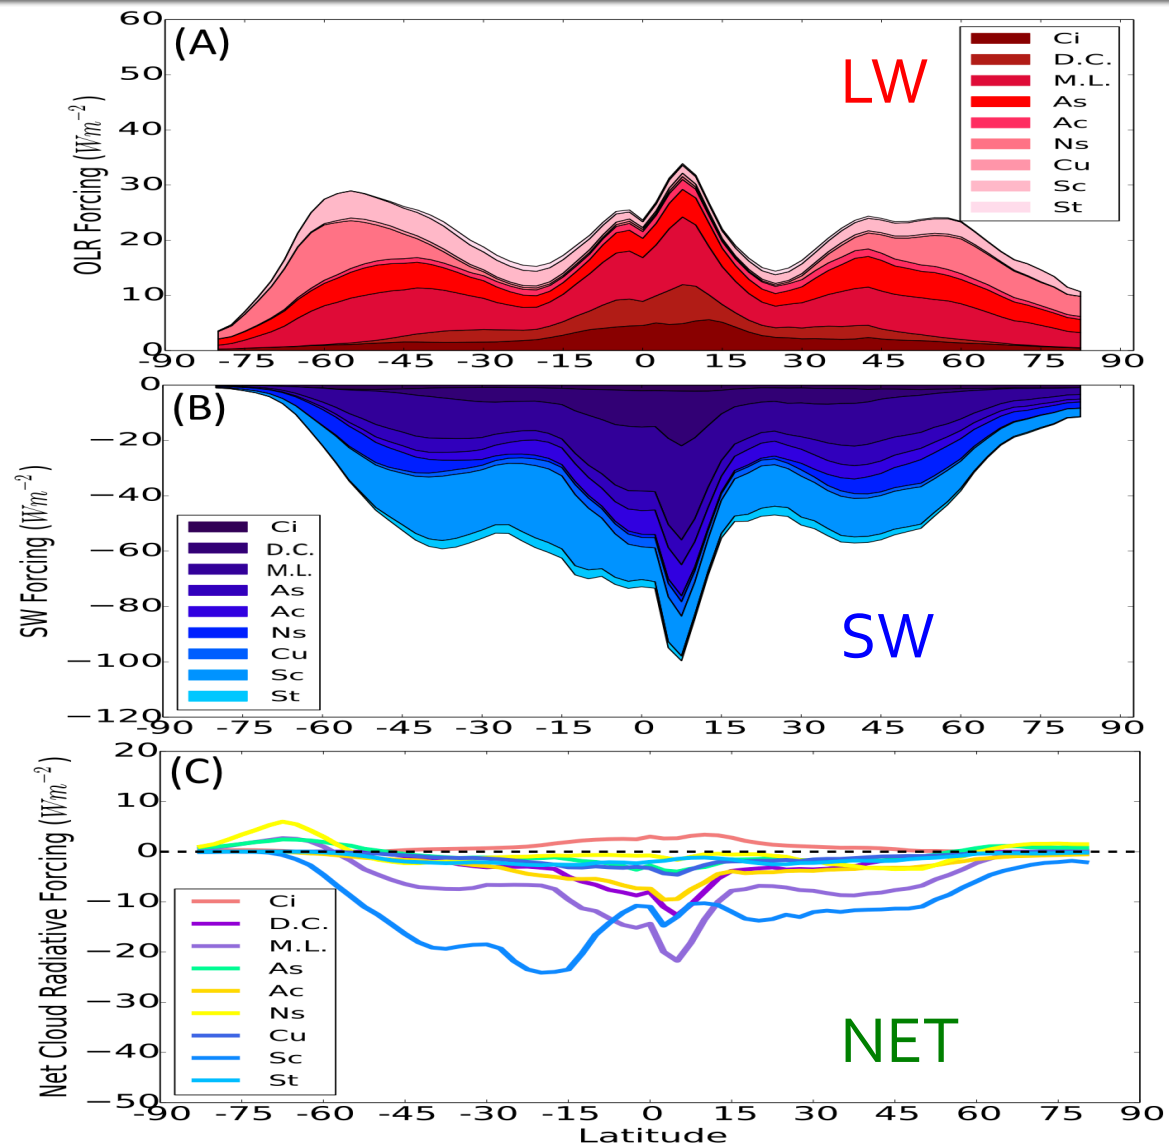 (A)
LW
OLR Forcing (Wm⁻²)
60
50
40
30
20
10
0
-90 -75 -60 -45 -30 -15 0 15 30 45 60 75 90
Ci
D.C.
M.L.
As
Ac
Ns
Cu
Sc
St
(B)
SW
SW Forcing (Wm⁻²)
0
−20
−40
−60
−80
−100
−120
-90 -75 -60 -45 -30 -15 0 15 30 45 60 75 90
Ci
D.C.
M.L.
As
Ac
Ns
Cu
Sc
St
(C)
NET
Net Cloud Radiative Forcing (Wm⁻²)
20
10
0
−10
−20
−30
−40
−50
-90 -75 -60 -45 -30 -15 0 15 30 45 60 75 90
Ci
D.C.
M.L.
As
Ac
Ns
Cu
Sc
St
Latitude